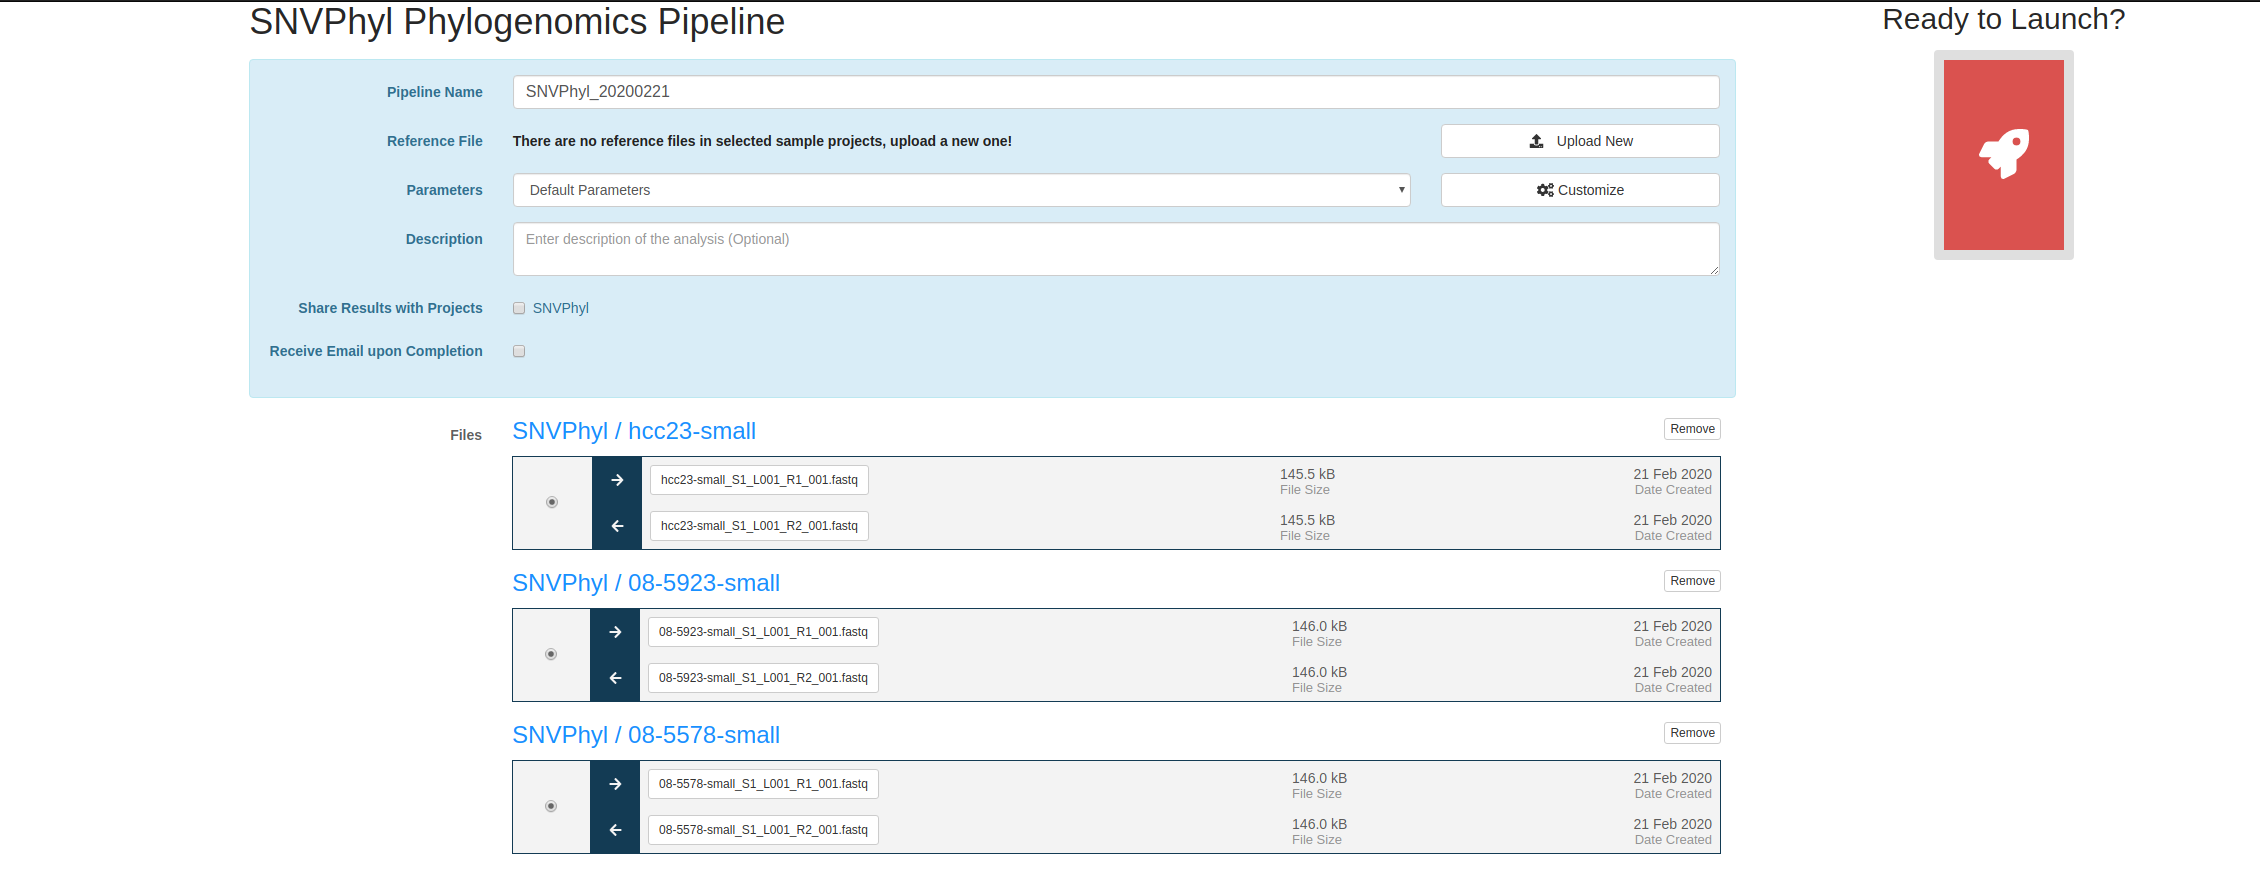 SNVPhyl Phylogenomics Pipeline
Ready to Launch?
Pipeline Name SNVPhyl_20200221
Reference File There are no reference files in selected sample projects, upload a new one! Upload New
Parameters Default Parameters Customize
Description Enter description of the analysis (Optional)
Share Results with Projects SNVPhyl
Receive Email upon Completion
Files SNVPhyl / hcc23-small Remove
hcc23-small_S1_L001_R1_001.fastq 145.5 kB 21 Feb 2020
File Size Date Created
hcc23-small_S1_L001_R2_001.fastq 145.5 kB 21 Feb 2020
File Size Date Created
SNVPhyl / 08-5923-small Remove
08-5923-small_S1_L001_R1_001.fastq 146.0 kB 21 Feb 2020
File Size Date Created
08-5923-small_S1_L001_R2_001.fastq 146.0 kB 21 Feb 2020
File Size Date Created
SNVPhyl / 08-5578-small Remove
08-5578-small_S1_L001_R1_001.fastq 146.0 kB 21 Feb 2020
File Size Date Created
08-5578-small_S1_L001_R2_001.fastq 146.0 kB 21 Feb 2020
File Size Date Created